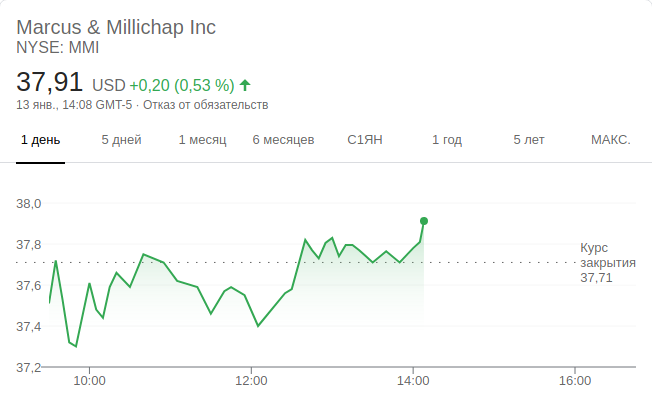 Marcus & Millichap Inc
NYSE: MMI
37,91 USD +0,20 (0,53 %)
13 янв., 14:08 GMT-5 · Отказ от обязательств
1 день 5 дней 1 месяц 6 месяцев С1ЯН 1 год 5 лет МАКС.
38,0
37,8
Курс
закрытия
37,71
37,6
37,4
37,2
10:00 12:00 14:00 16:00